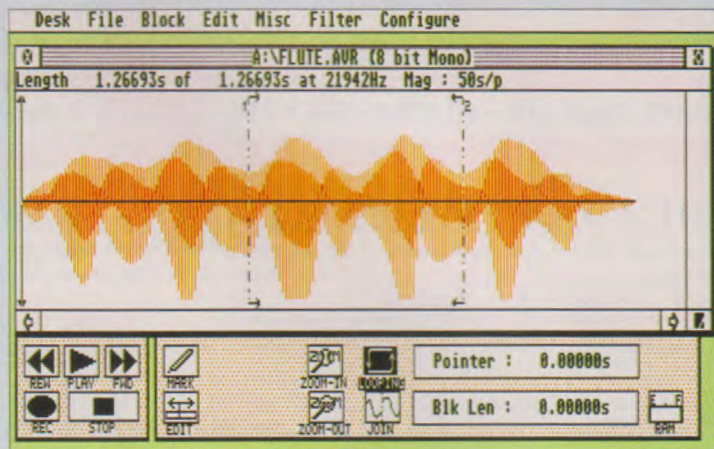 Desk File Block Edit Misc Filter Configure
A:\FLUTE.AVR (8 bit Mono)
Length 1.26693s of 1.26693s at 21942Hz Mag : 50s/p
1 2
REW PLAY FWD MARK ZOOM-IN LOOPING Pointer : 0.00000s
REC STOP EDIT ZOOM-OUT JOIN Blk Len : 0.00000s RAM